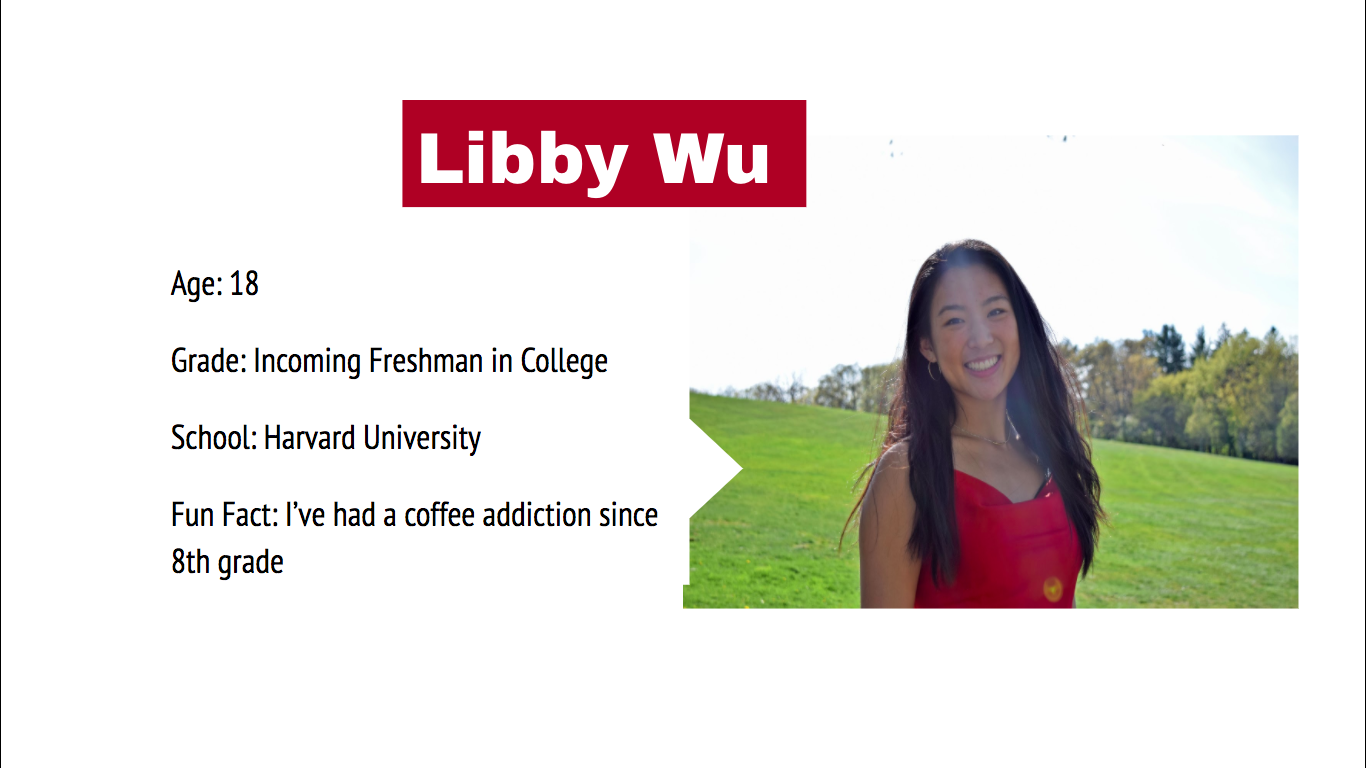 Libby Wu
Age: 18
Grade: Incoming Freshman in College
School: Harvard University
Fun Fact: I’ve had a coffee addiction since
8th grade